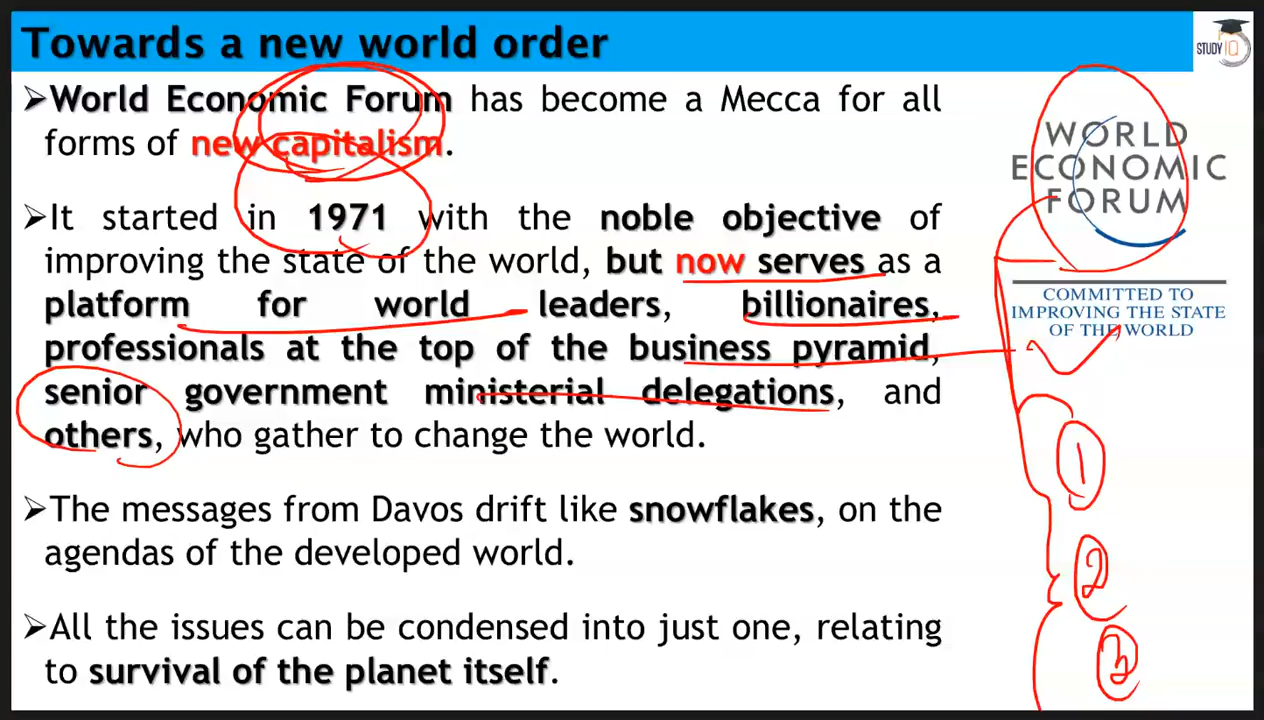 Towards a new world order
STUDY IQ
➢World Economic Forum has become a Mecca for all
forms of new capitalism.
➢It started in 1971 with the noble objective of
improving the state of the world, but now serves as a
platform for world leaders, billionaires,
professionals at the top of the business pyramid,
senior government ministerial delegations, and
others, who gather to change the world.
➢The messages from Davos drift like snowflakes, on the
agendas of the developed world.
➢All the issues can be condensed into just one, relating
to survival of the planet itself.
WORLD
ECONOMIC
FORUM
COMMITTED TO
IMPROVING THE STATE
OF THE WORLD
1
2
3